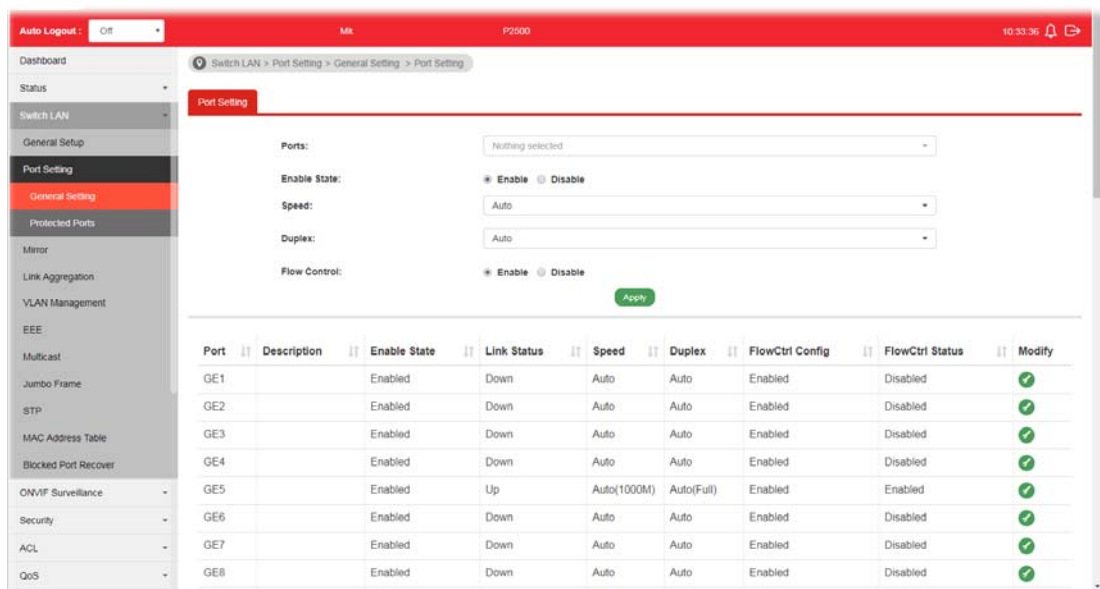 Auto Logout : Off Mk P2500 10:33:36
Dashboard
Status
Switch LAN
General Setup
Port Setting
General Setting
Protected Ports
Mirror
Link Aggregation
VLAN Management
EEE
Multicast
Jumbo Frame
STP
MAC Address Table
Blocked Port Recover
ONVIF Surveillance
Security
ACL
QoS
Switch LAN > Port Setting > General Setting > Port Setting
Port Setting
Ports: Nothing selected
Enable State: Enable Disable
Speed: Auto
Duplex: Auto
Flow Control: Enable Disable
Apply
Port Description Enable State Link Status Speed Duplex FlowCtrl Config FlowCtrl Status Modify
GE1 Enabled Down Auto Auto Enabled Disabled
GE2 Enabled Down Auto Auto Enabled Disabled
GE3 Enabled Down Auto Auto Enabled Disabled
GE4 Enabled Down Auto Auto Enabled Disabled
GE5 Enabled Up Auto(1000M) Auto(Full) Enabled Enabled
GE6 Enabled Down Auto Auto Enabled Disabled
GE7 Enabled Down Auto Auto Enabled Disabled
GE8 Enabled Down Auto Auto Enabled Disabled